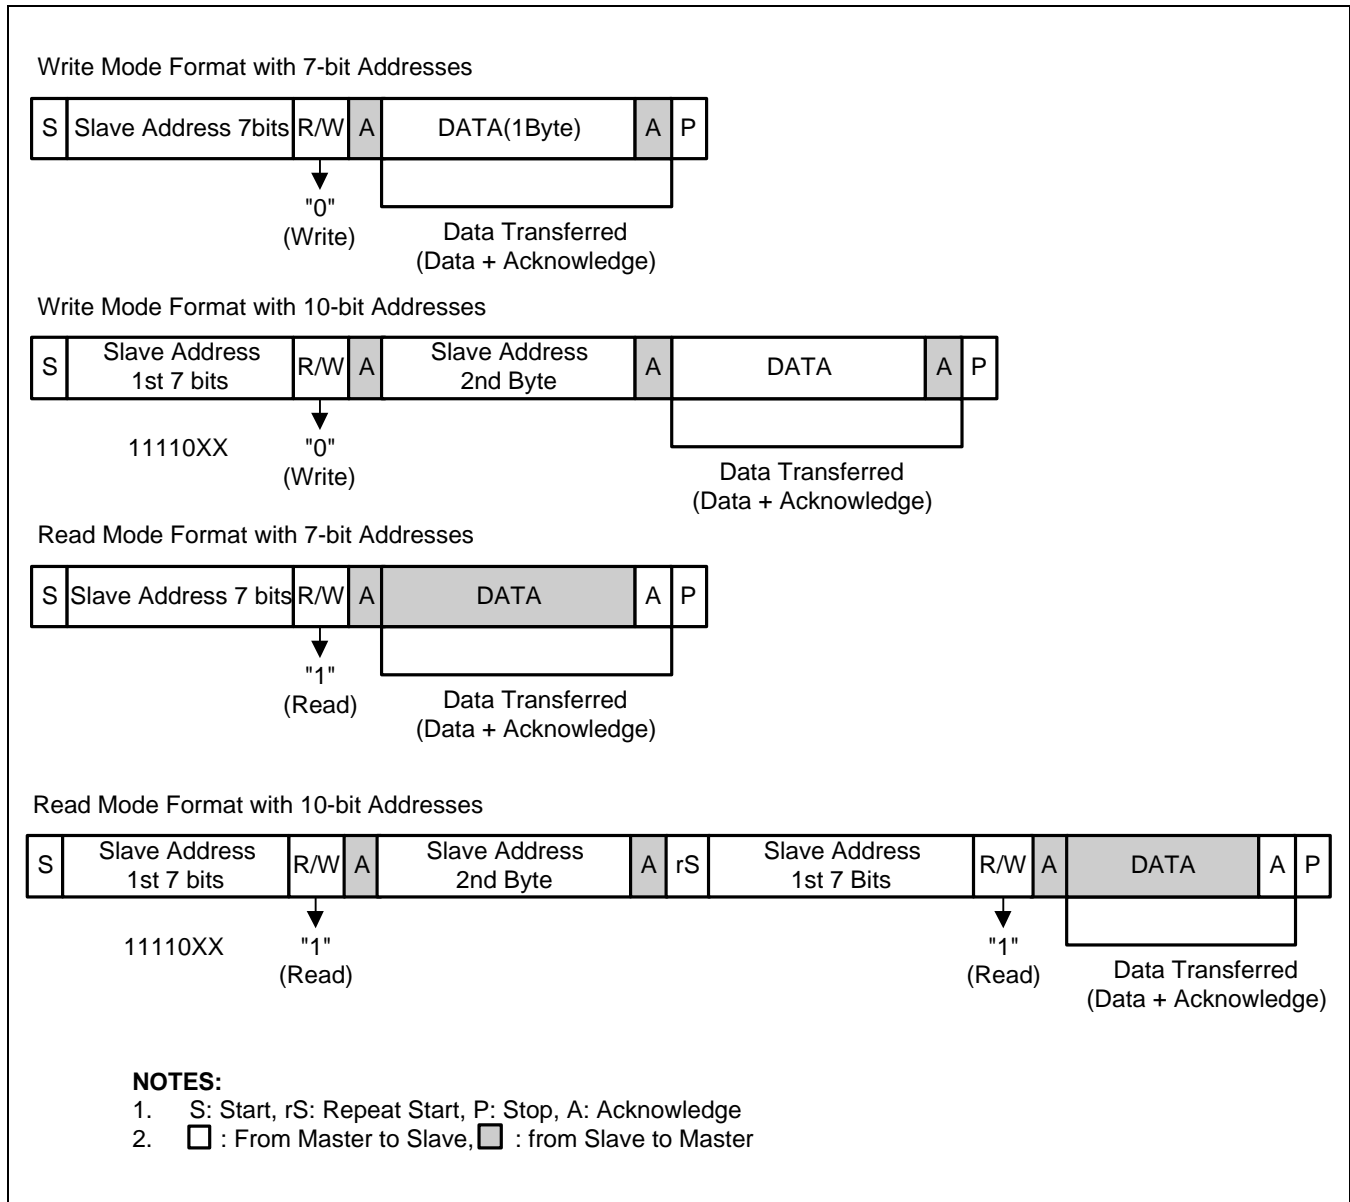 Write Mode Format with 7-bit Addresses
S Slave Address 7bits R/W A DATA(1Byte) A P
"0"
(Write)
Data Transferred
(Data + Acknowledge)
Write Mode Format with 10-bit Addresses
S Slave Address 1st 7 bits R/W A Slave Address 2nd Byte A DATA A P
11110XX
"0"
(Write)
Data Transferred
(Data + Acknowledge)
Read Mode Format with 7-bit Addresses
S Slave Address 7 bits R/W A DATA A P
"1"
(Read)
Data Transferred
(Data + Acknowledge)
Read Mode Format with 10-bit Addresses
S Slave Address 1st 7 bits R/W A Slave Address 2nd Byte A rS Slave Address 1st 7 Bits R/W A DATA A P
11110XX
"1"
(Read)
"1"
(Read)
Data Transferred
(Data + Acknowledge)
NOTES:
1. S: Start, rS: Repeat Start, P: Stop, A: Acknowledge
2. : From Master to Slave, : from Slave to Master